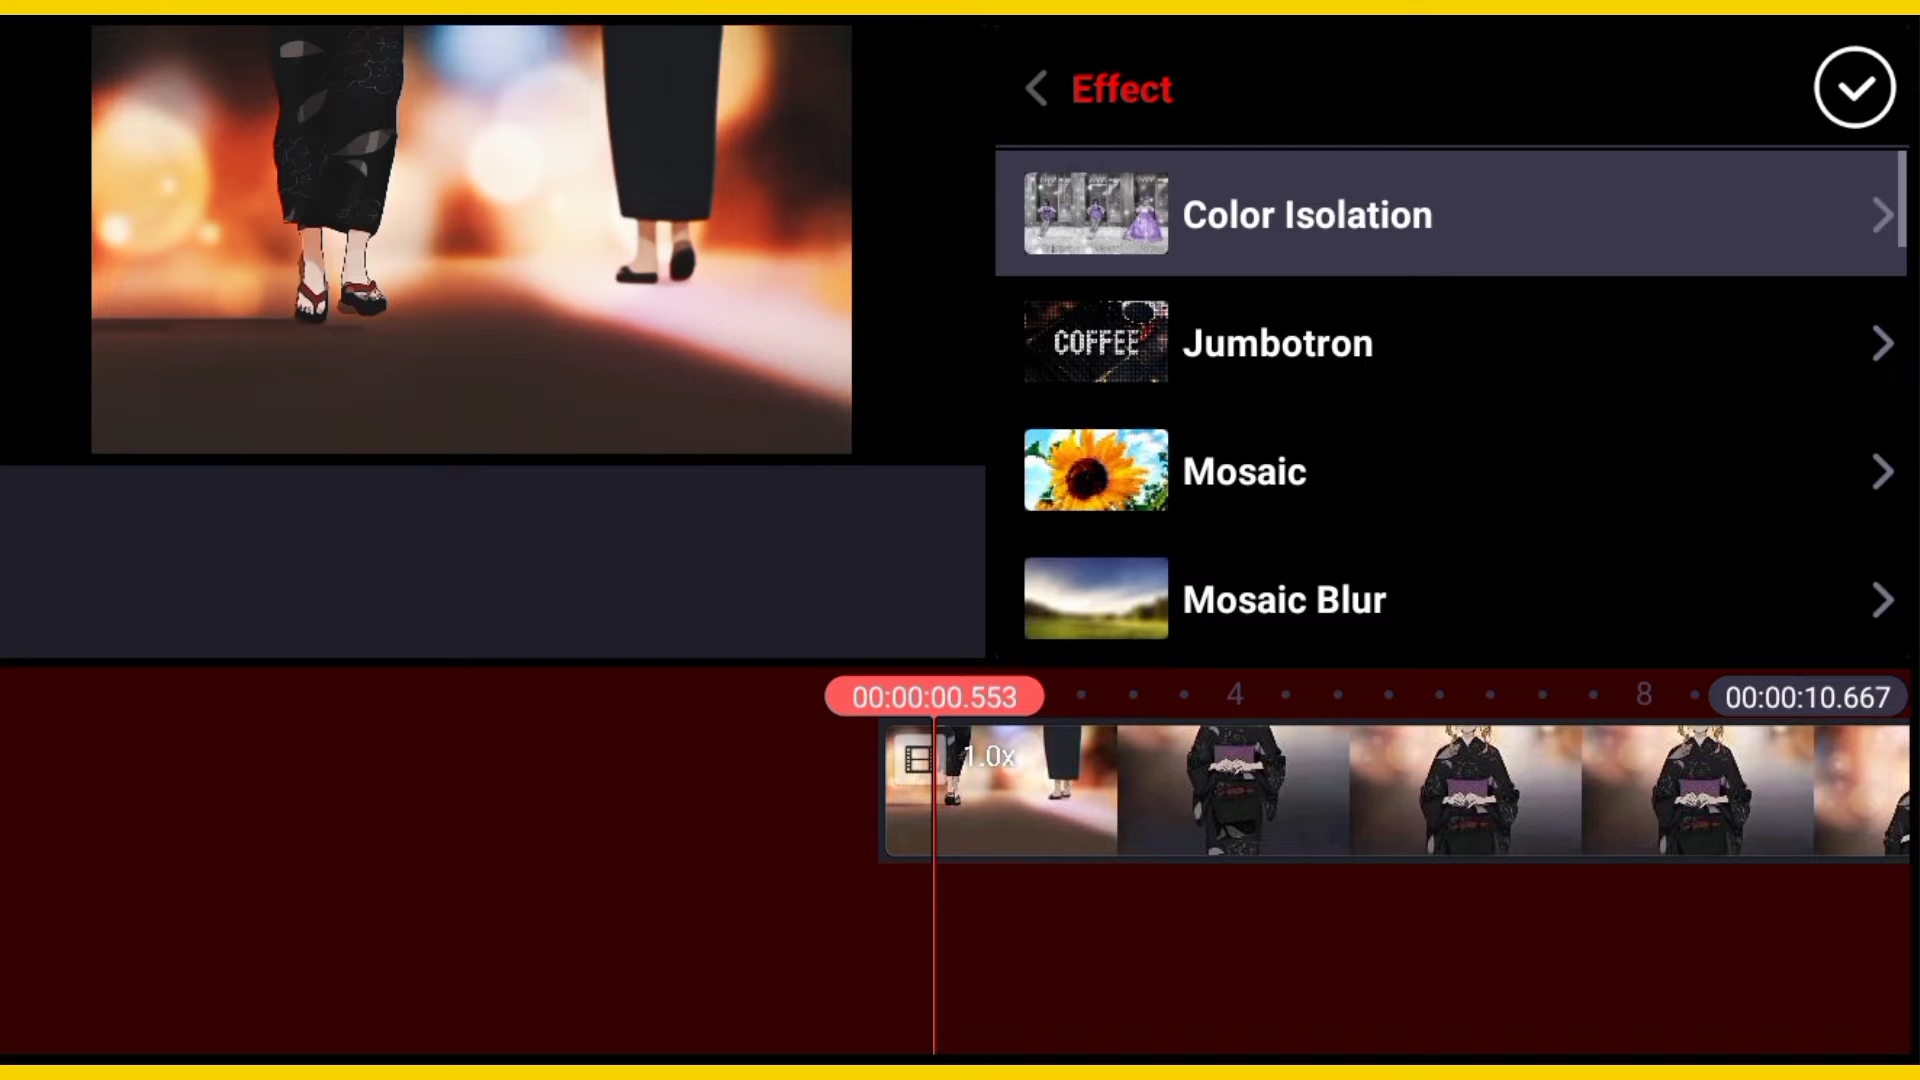 Effect
Color Isolation
COFFEE
Jumbotron
Mosaic
Mosaic Blur
00:00:00.553
4
8
00:00:10.667
1.0x